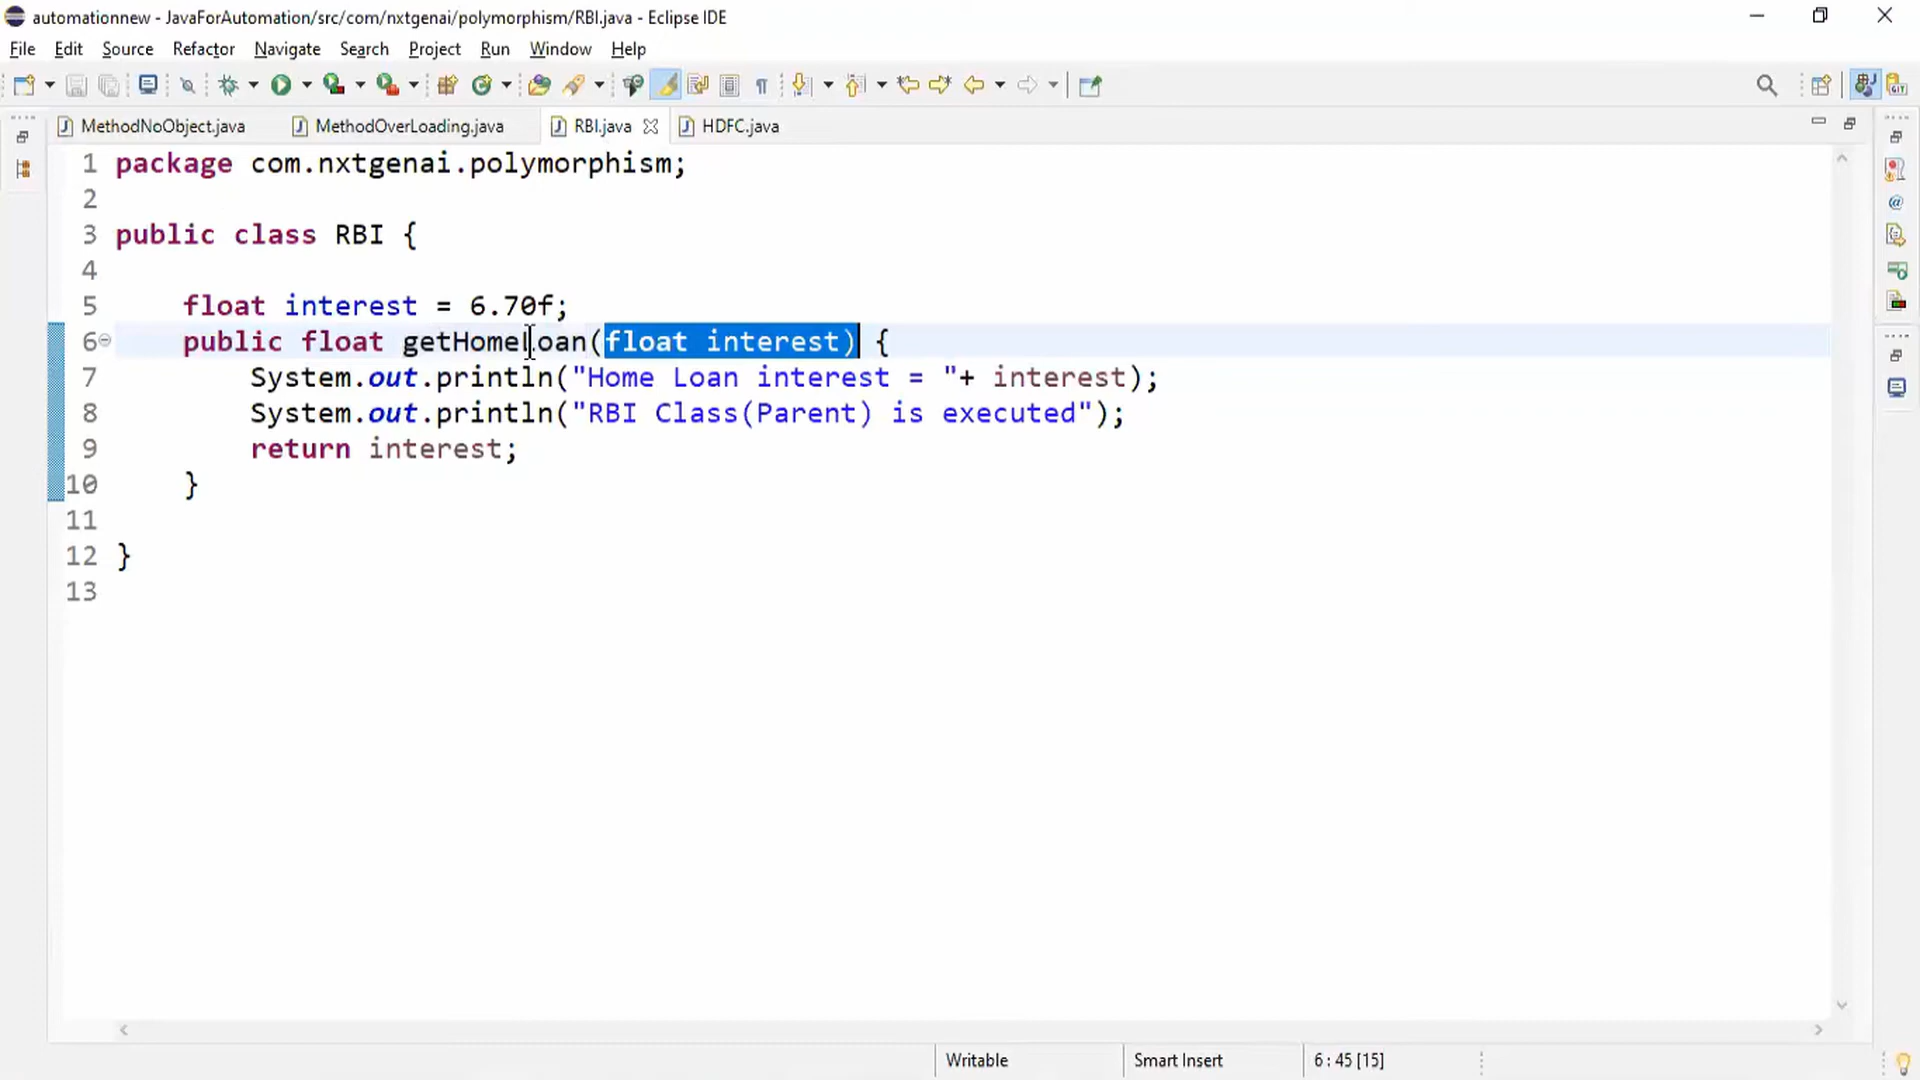 automationnew - JavaForAutomation/src/com/nxtgenai/polymorphism/RBI.java - Eclipse IDE
File Edit Source Refactor Navigate Search Project Run Window Help
MethodNoObject.java MethodOverLoading.java RBI.java HDFC.java
1 package com.nxtgenai.polymorphism;
2
3 public class RBI {
4
5 float interest = 6.70f;
6 public float getHomeLoan(float interest) {
7 System.out.println("Home Loan interest = "+ interest);
8 System.out.println("RBI Class(Parent) is executed");
9 return interest;
10 }
11
12 }
13
Writable Smart Insert 6 : 45 [15]